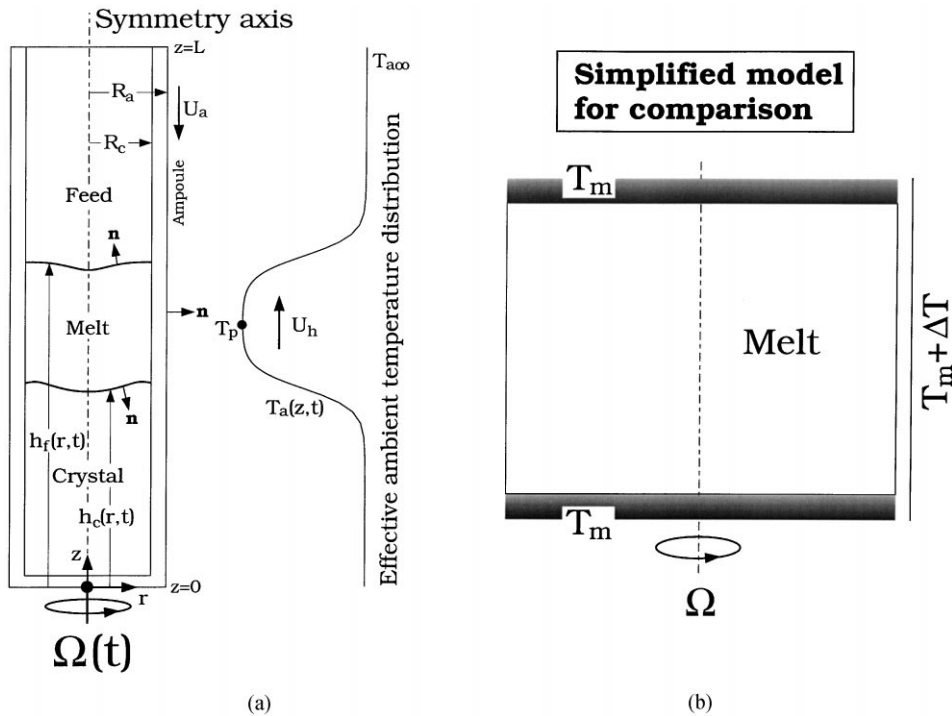 Symmetry axis
z=L
R_a
U_a
R_c
Ampoule
Feed
n
Melt
n
h_f(r,t)
n
Crystal
h_c(r,t)
z
r
z=0
Ω(t)
(a)
T_a∞
T_p
U_h
T_a(z,t)
Effective ambient temperature distribution
Simplified model
for comparison
T_m
Melt
T_m+ΔT
T_m
Ω
(b)